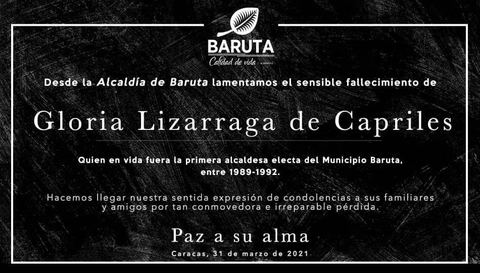 BARUTA
Calidad de vida
Desde la Alcaldía de Baruta lamentamos el sensible fallecimiento de
Gloria Lizarraga de Capriles
Quien en vida fuera la primera alcaldesa electa del Municipio Baruta,
entre 1989-1992.
Hacemos llegar nuestra sentida expresión de condolencias a sus familiares
y amigos por tan conmovedora e irreparable pérdida.
Paz a su alma
Caracas, 31 de marzo de 2021